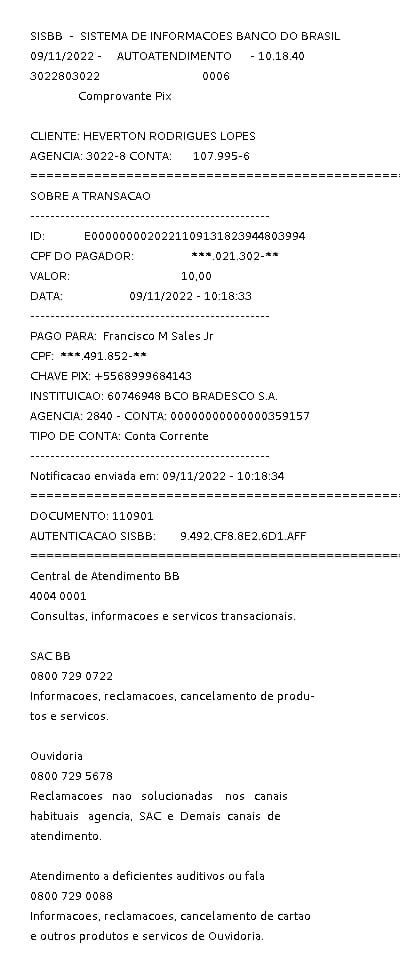 SISBB - SISTEMA DE INFORMACOES BANCO DO BRASIL
09/11/2022 - AUTOATENDIMENTO - 10.18.40
3022803022 0006
Comprovante Pix
CLIENTE: HEVERTON RODRIGUES LOPES
AGENCIA: 3022-8 CONTA: 107.995-6
================================================
SOBRE A TRANSACAO
------------------------------------------------
ID: E0000000020221109131823944803994
CPF DO PAGADOR: ***.021.302-**
VALOR: 10,00
DATA: 09/11/2022 - 10:18:33
------------------------------------------------
PAGO PARA: Francisco M Sales Jr
CPF: ***.491.852-**
CHAVE PIX: +5568999684143
INSTITUICAO: 60746948 BCO BRADESCO S.A.
AGENCIA: 2840 - CONTA: 00000000000000359157
TIPO DE CONTA: Conta Corrente
------------------------------------------------
Notificacao enviada em: 09/11/2022 - 10:18:34
================================================
DOCUMENTO: 110901
AUTENTICACAO SISBB: 9.492.CF8.8E2.6D1.AFF
================================================
Central de Atendimento BB
4004 0001
Consultas, informacoes e servicos transacionais.
SAC BB
0800 729 0722
Informacoes, reclamacoes, cancelamento de produ-
tos e servicos.
Ouvidoria
0800 729 5678
Reclamacoes nao solucionadas nos canais
habituais agencia, SAC e Demais canais de
atendimento.
Atendimento a deficientes auditivos ou fala
0800 729 0088
Informacoes, reclamacoes, cancelamento de cartao
e outros produtos e servicos de Ouvidoria.